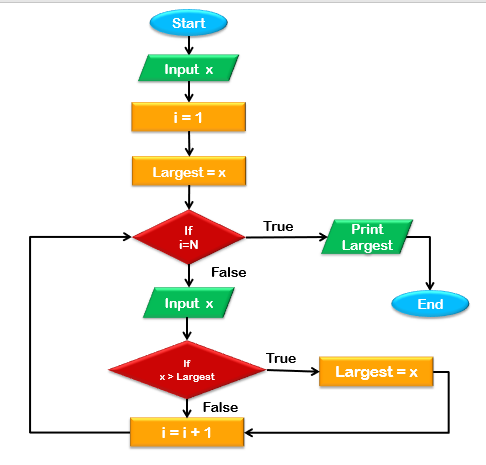 Start
Input x
i = 1
Largest = x
If
i=N
True
Print
Largest
End
False
Input x
If
x > Largest
True
Largest = x
False
i = i + 1